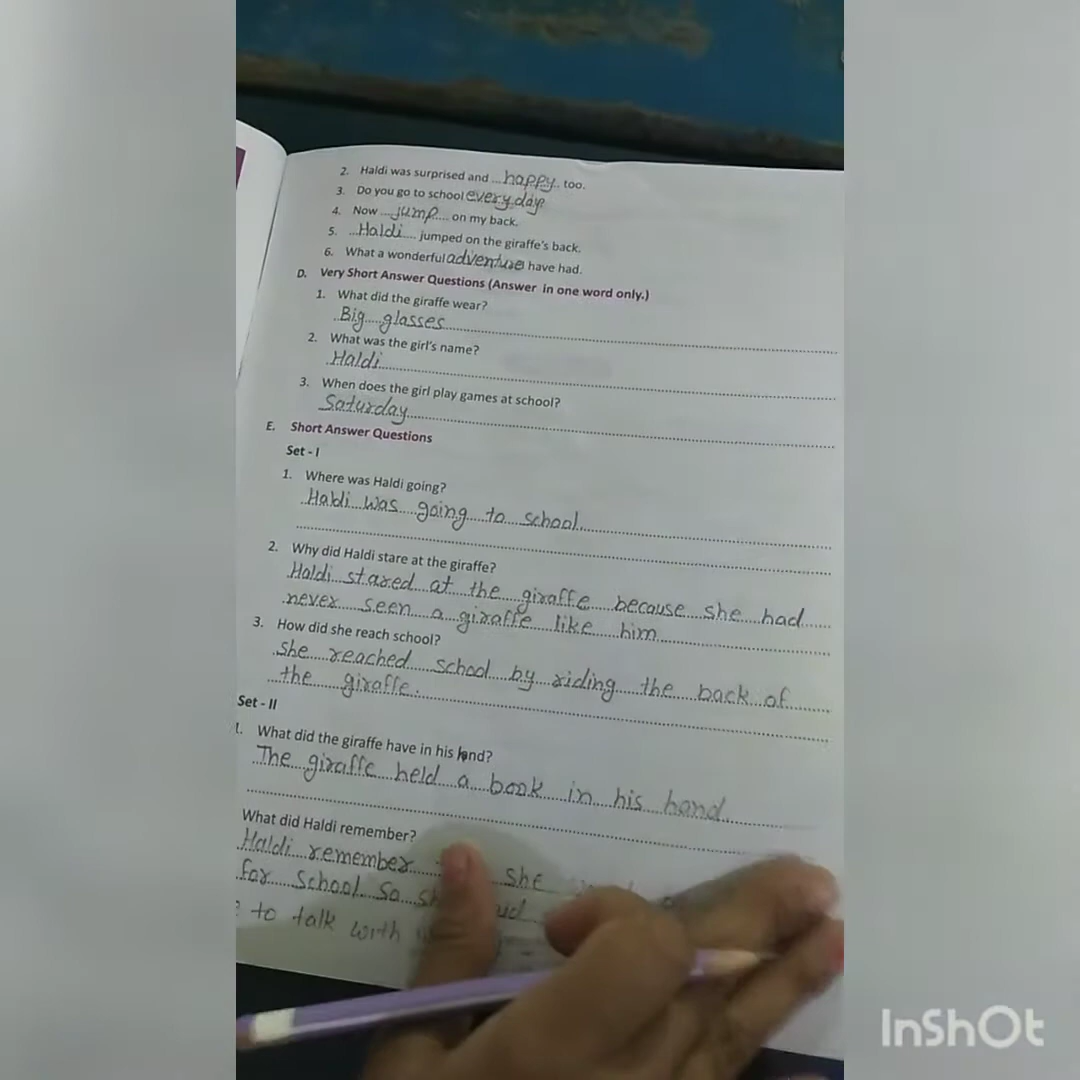 2. Haldi was surprised and ...happy.. too.
3. Do you go to school every day?
4. Now ....jump.... on my back.
5. ...Haldi.... jumped on the giraffe's back.
6. What a wonderful adventure I have had.
D. Very Short Answer Questions (Answer in one word only.)
1. What did the giraffe wear?
Big glasses
2. What was the girl's name?
Haldi
3. When does the girl play games at school?
Saturday
E. Short Answer Questions
Set - I
1. Where was Haldi going?
Haldi was going to school
2. Why did Haldi stare at the giraffe?
Haldi stared at the giraffe because she had
never seen a giraffe like him
3. How did she reach school?
She reached school by riding the back of
the giraffe.
Set - II
1. What did the giraffe have in his hand?
The giraffe held a book in his hand
What did Haldi remember?
Haldi remember she
for school so
to talk with
InShOt